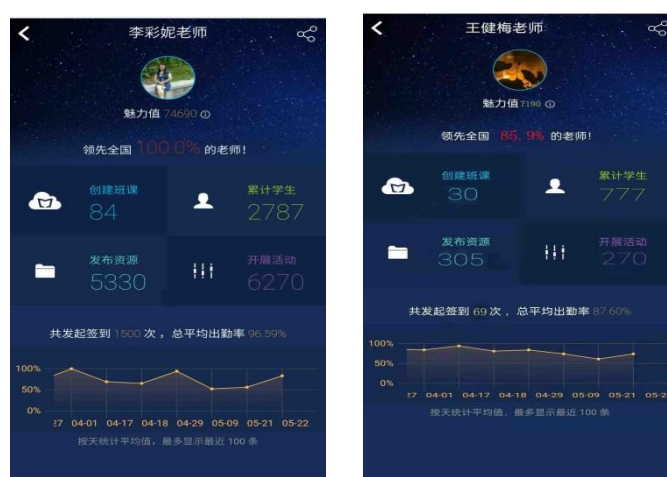 李彩妮老师
魅力值 74690
领先全国 100.0% 的老师!
创建班课
84
累计学生
2787
发布资源
5330
开展活动
6270
共发起签到 1500 次，总平均出勤率 96.59%
100%
50%
0%
27 04-01 04-17 04-18 04-29 05-09 05-21 05-22
按天统计平均值，最多显示最近 100 条
王健梅老师
魅力值 7190
领先全国 85.9% 的老师!
创建班课
30
累计学生
777
发布资源
305
开展活动
270
共发起签到 69 次，总平均出勤率 87.60%
100%
50%
0%
27 04-01 04-17 04-18 04-29 05-09 05-21 05-2
按天统计平均值，最多显示最近 100 条